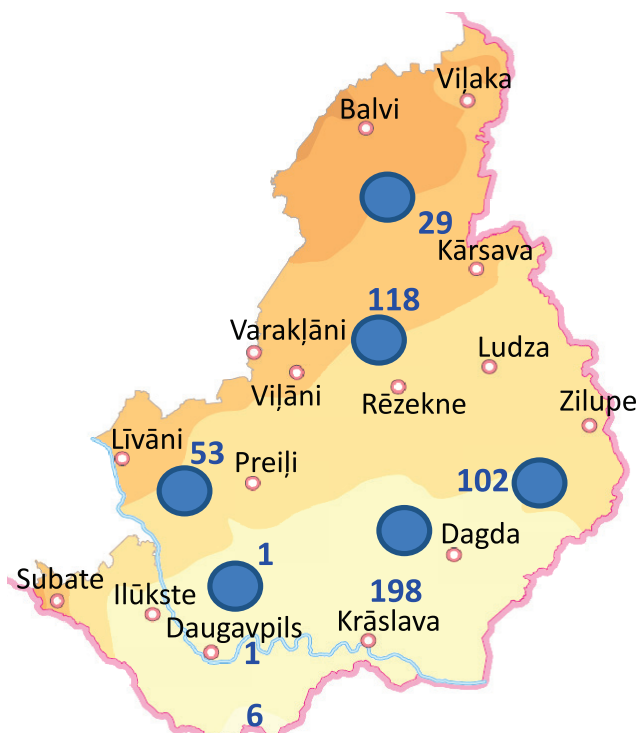 Viļaka
Balvi
29
Kārsava
118
Varakļāni
Ludza
Viļāni
Rēzekne
Zilupe
Līvāni
53
Preiļi
102
1
Dagda
Subate
Ilūkste
198
Daugavpils
Krāslava
1
6